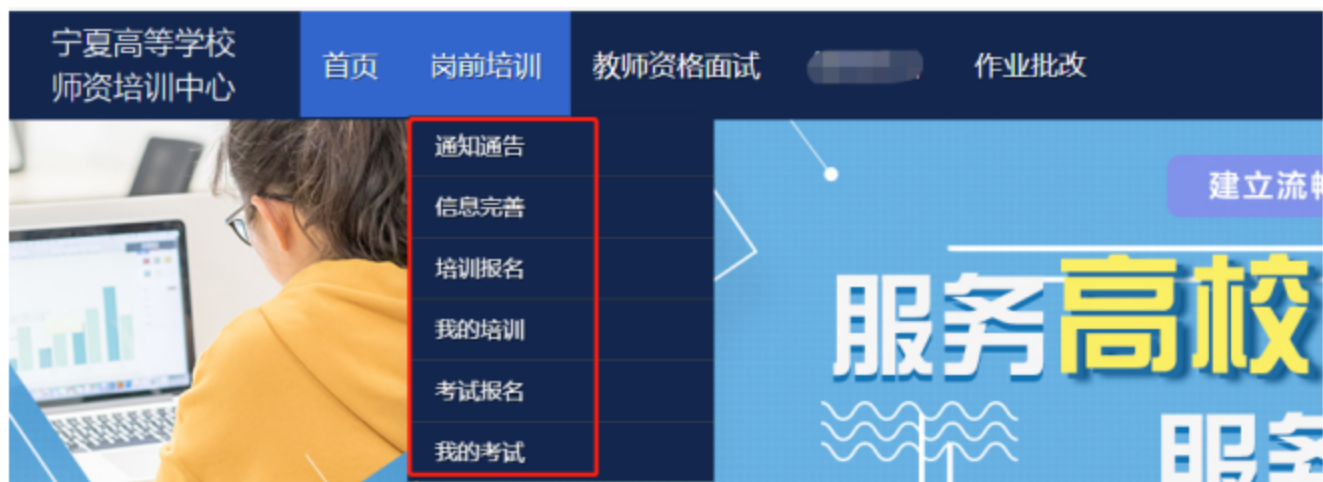 宁夏高等学校
师资培训中心
首页
岗前培训
教师资格面试
作业批改
通知通告
信息完善
培训报名
我的培训
考试报名
我的考试
建立流
服务高校
服